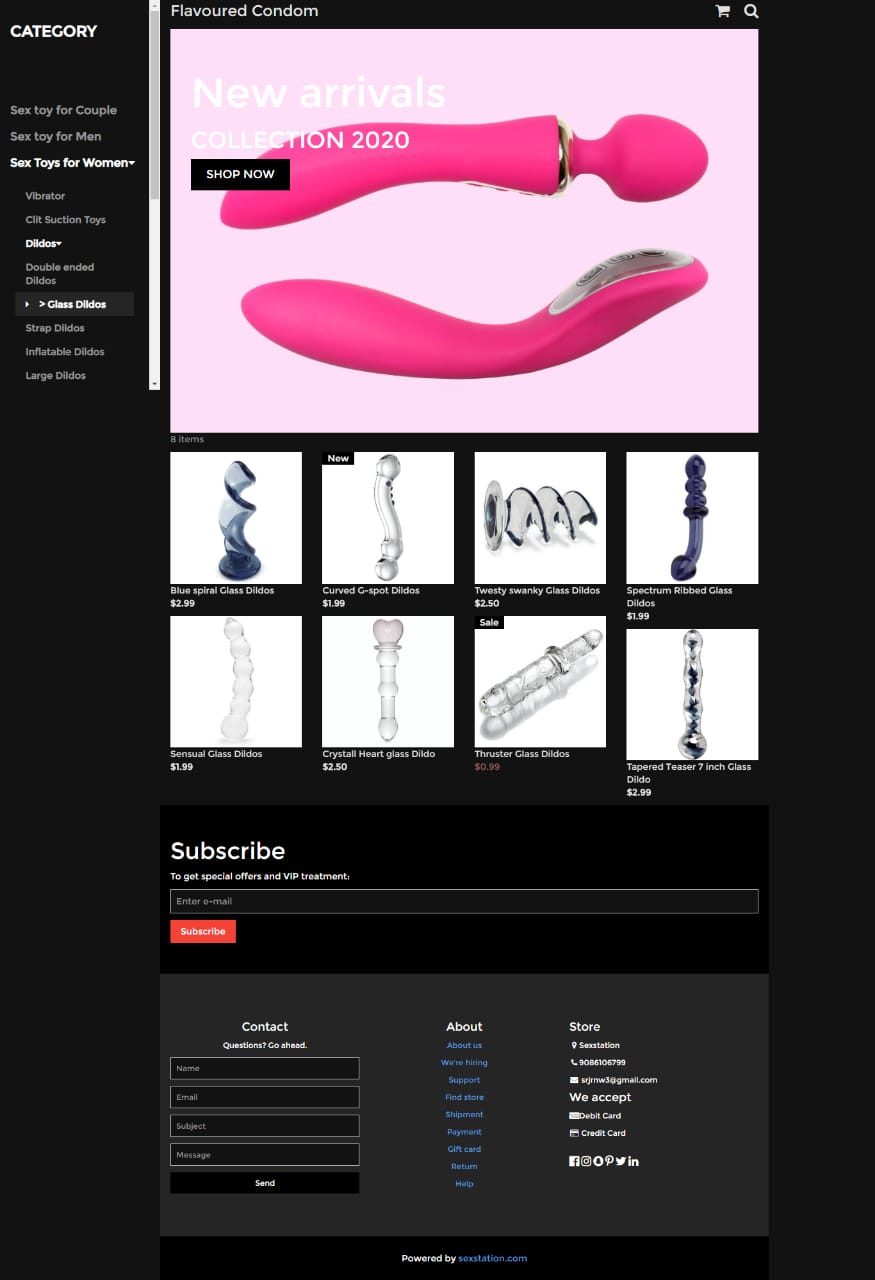 CATEGORY
Sex toy for Couple
Sex toy for Men
Sex Toys for Women
Vibrator
Clit Suction Toys
Dildos
Double ended
Dildos
> Glass Dildos
Strap Dildos
Inflatable Dildos
Large Dildos
Flavoured Condom
New arrivals
COLLECTION 2020
SHOP NOW
8 items
Blue spiral Glass Dildos
$2.99
New
Curved G-spot Dildos
$1.99
Twesty swanky Glass Dildos
$2.50
Spectrum Ribbed Glass
Dildos
$1.99
Sensual Glass Dildos
$1.99
Crystall Heart glass Dildo
$2.50
Sale
Thruster Glass Dildos
$0.99
Tapered Teaser 7 inch Glass
Dildo
$2.99
Subscribe
To get special offers and VIP treatment:
Enter e-mail
Subscribe
Contact
Questions? Go ahead.
Name
Email
Subject
Message
Send
About
About us
We're hiring
Support
Find store
Shipment
Payment
Gift card
Return
Help
Store
Sexstation
9086106799
srjrnw3@gmail.com
We accept
Debit Card
Credit Card
Powered by sexstation.com